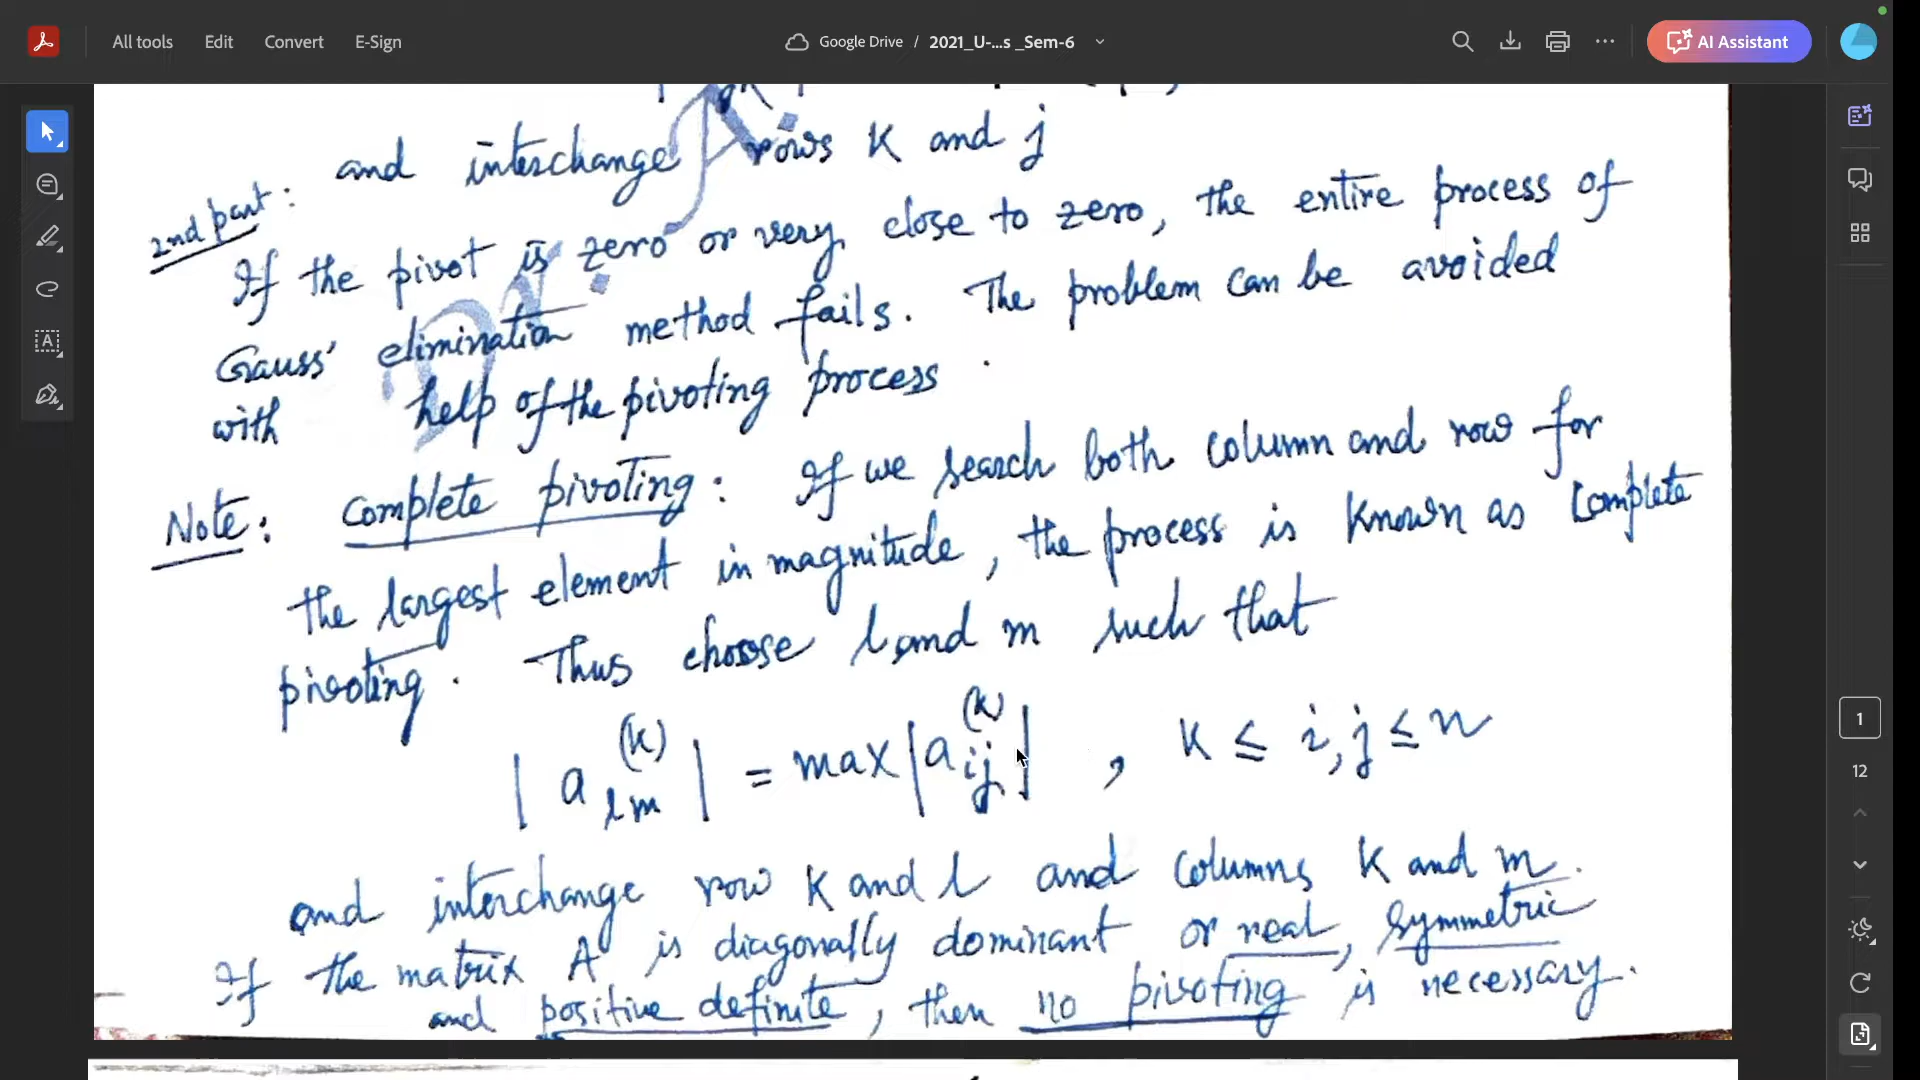 All tools Edit Convert E-Sign Google Drive / 2021_U-...s _Sem-6 AI Assistant
and interchange rows K and j
2nd part:
If the pivot is zero or very close to zero, the entire process of
Gauss' elimination method fails. The problem can be avoided
with help of the pivoting process
Note: Complete pivoting: If we search both column and row for
the largest element in magnitude, the process is known as complete
pivoting. Thus choose l and m such that
|a_{lm}^{(k)}| = max|a_{ij}^{(k)}| , K ≤ i,j ≤ n
and interchange row K and l and columns K and m.
If the matrix A is diagonally dominant or real, symmetric
and positive definite, then no pivoting is necessary.
1
12